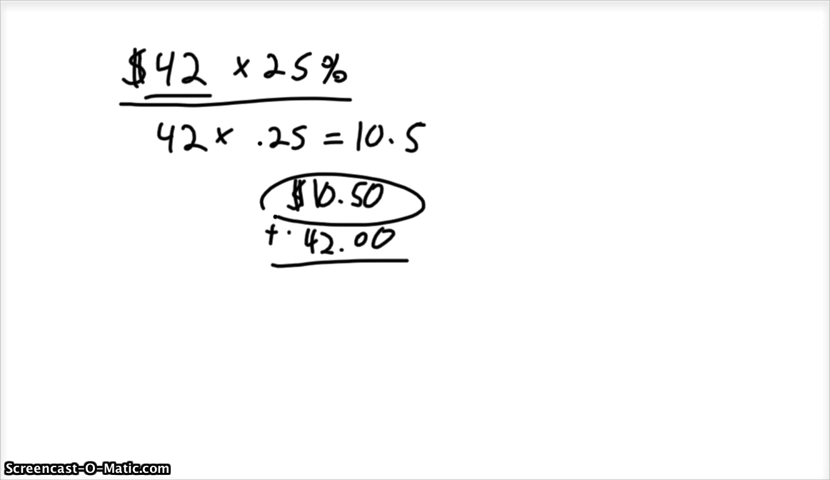 $42 × 25%
42 × .25 = 10.5
$10.50
+ 42.00
Screencast-O-Matic.com